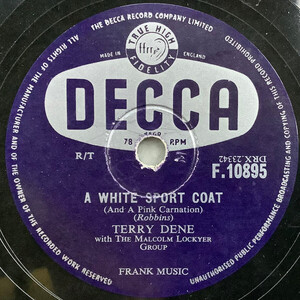 THE DECCA RECORD COMPANY LIMITED
ALL RIGHTS OF THE MANUFACTURER AND OF THE OWNER OF THE RECORDED WORK RESERVED
UNAUTHORISED PUBLIC PERFORMANCE BROADCASTING AND COPYING OF THIS RECORD PROHIBITED
TRUE HIGH
ffrr
FIDELITY
MADE IN ENGLAND
DECCA
78 RPM
R/T
DRX. 23342
F.10895
A WHITE SPORT COAT
(And A Pink Carnation)
(Robbins)
TERRY DENE
with THE MALCOLM LOCKYER
GROUP
FRANK MUSIC